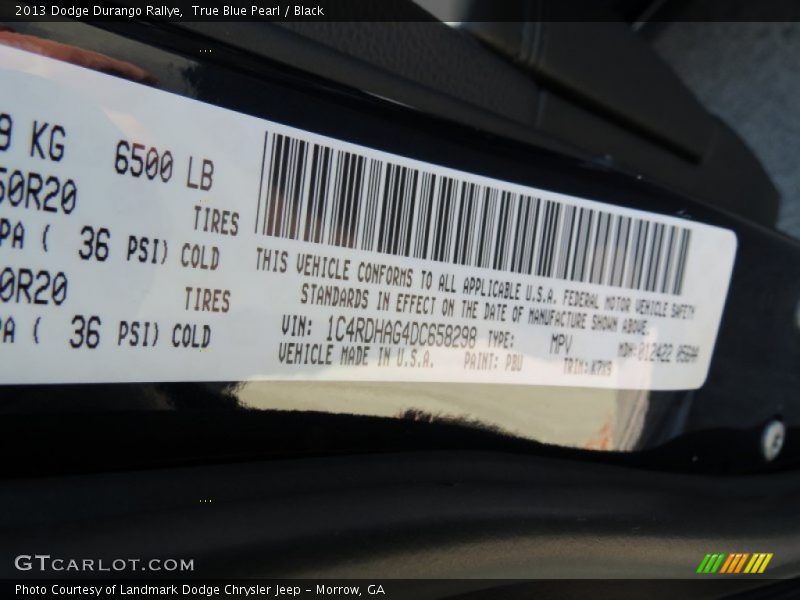 2013 Dodge Durango Rallye, True Blue Pearl / Black
9 KG 6500 LB
50R20 TIRES
PA ( 36 PSI) COLD
0R20 TIRES
PA ( 36 PSI) COLD
THIS VEHICLE CONFORMS TO ALL APPLICABLE U.S.A. FEDERAL MOTOR VEHICLE SAFETY
STANDARDS IN EFFECT ON THE DATE OF MANUFACTURE SHOWN ABOVE
VIN: 1C4RDHAG4DC658298 TYPE: MPV
VEHICLE MADE IN U.S.A. PAINT: PBU MDH:012422
TRIM:
GTCARLOT.COM
Photo Courtesy of Landmark Dodge Chrysler Jeep – Morrow, GA